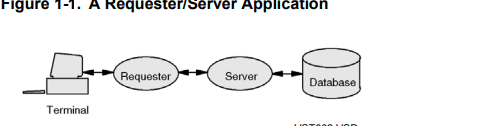 Figure 1-1. A Requester/Server Application
Requester
Server
Database
Terminal